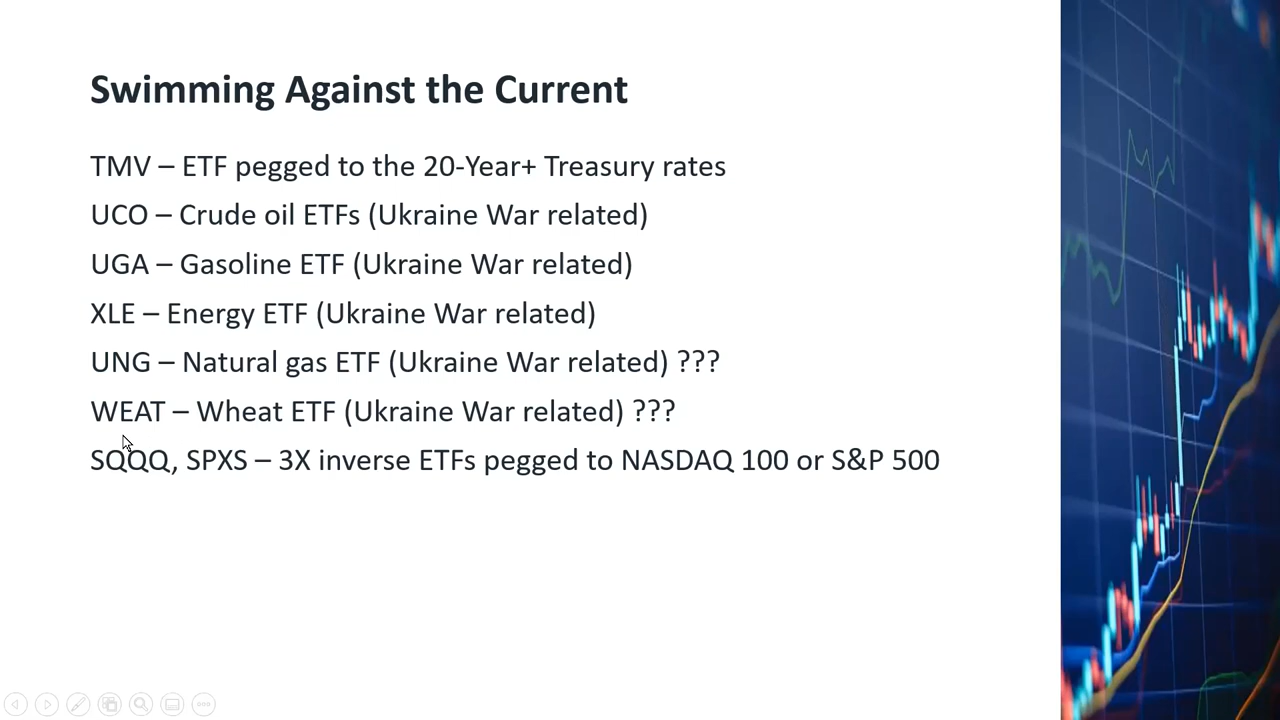 Swimming Against the Current
TMV – ETF pegged to the 20-Year+ Treasury rates
UCO – Crude oil ETFs (Ukraine War related)
UGA – Gasoline ETF (Ukraine War related)
XLE – Energy ETF (Ukraine War related)
UNG – Natural gas ETF (Ukraine War related) ???
WEAT – Wheat ETF (Ukraine War related) ???
SQQQ, SPXS – 3X inverse ETFs pegged to NASDAQ 100 or S&P 500